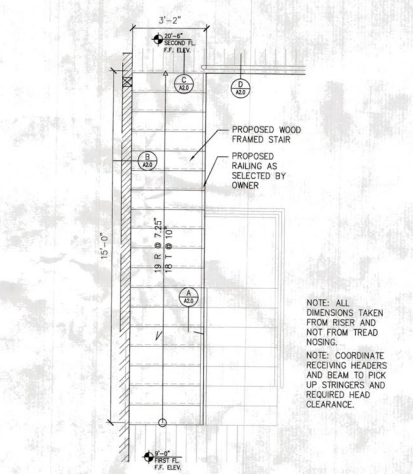 3'-2"
20'-6"
SECOND FL.
F.F. ELEV.
C
A2.0
D
A2.0
PROPOSED WOOD
FRAMED STAIR
B
A2.0
PROPOSED
RAILING AS
SELECTED BY
OWNER
15'-0"
19 R @ 7.25"
18 T @ 10"
A
A2.0
NOTE: ALL
DIMENSIONS TAKEN
FROM RISER AND
NOT FROM TREAD
NOSING.
NOTE: COORDINATE
RECEIVING HEADERS
AND BEAM TO PICK
UP STRINGERS AND
REQUIRED HEAD
CLEARANCE.
9'-0"
FIRST FL.
F.F. ELEV.